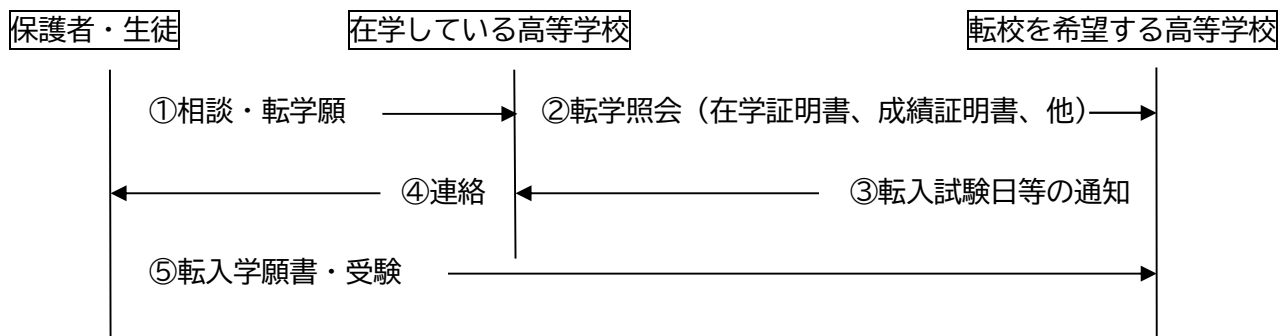 保護者・生徒 在学している高等学校 転校を希望する高等学校
①相談・転学願 ②転学照会（在学証明書、成績証明書、他）
④連絡 ③転入試験日等の通知
⑤転入学願書・受験